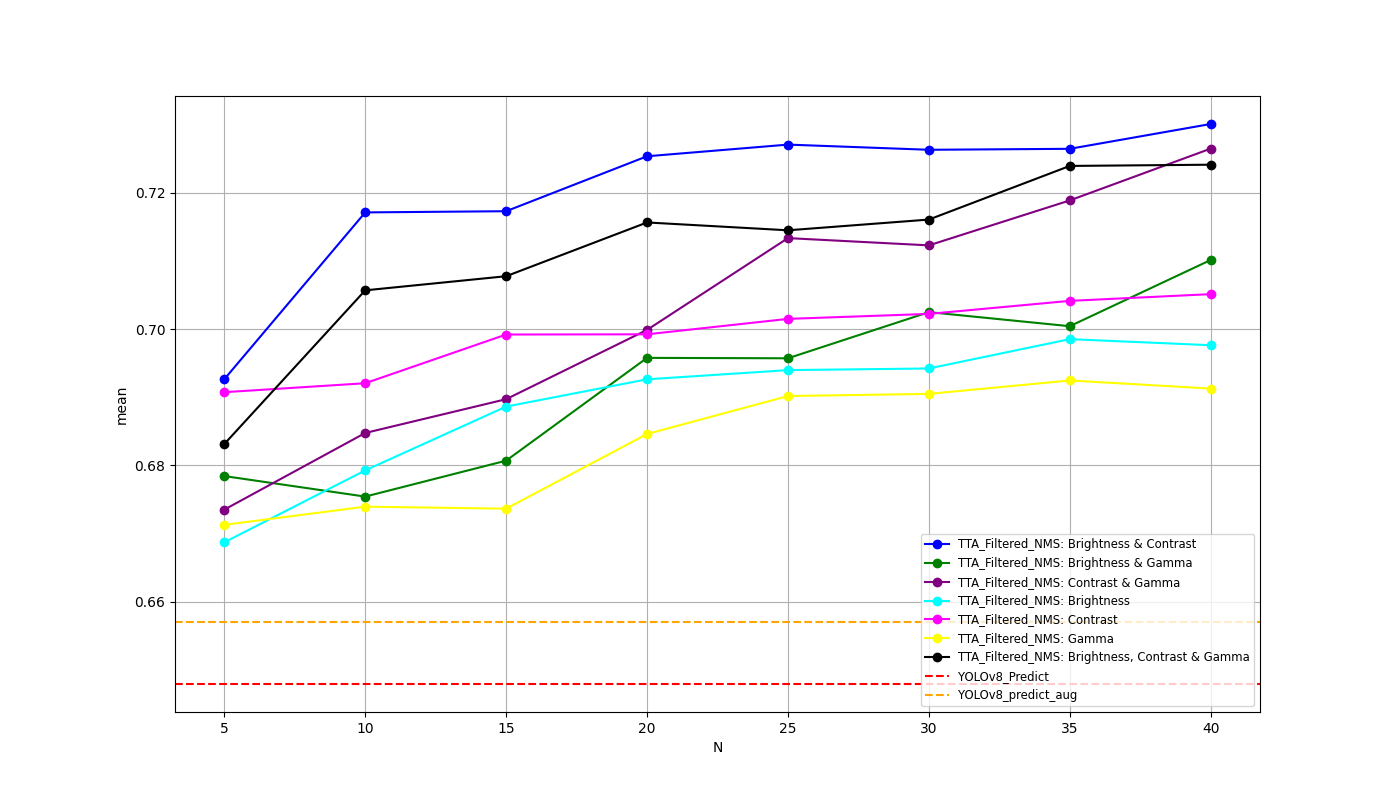 0.72
0.70
0.68
0.66
mean
TTA_Filtered_NMS: Brightness & Contrast
TTA_Filtered_NMS: Brightness & Gamma
TTA_Filtered_NMS: Contrast & Gamma
TTA_Filtered_NMS: Brightness
TTA_Filtered_NMS: Contrast
TTA_Filtered_NMS: Gamma
TTA_Filtered_NMS: Brightness, Contrast & Gamma
YOLOv8_Predict
YOLOv8_predict_aug
5 10 15 20 25 30 35 40
N